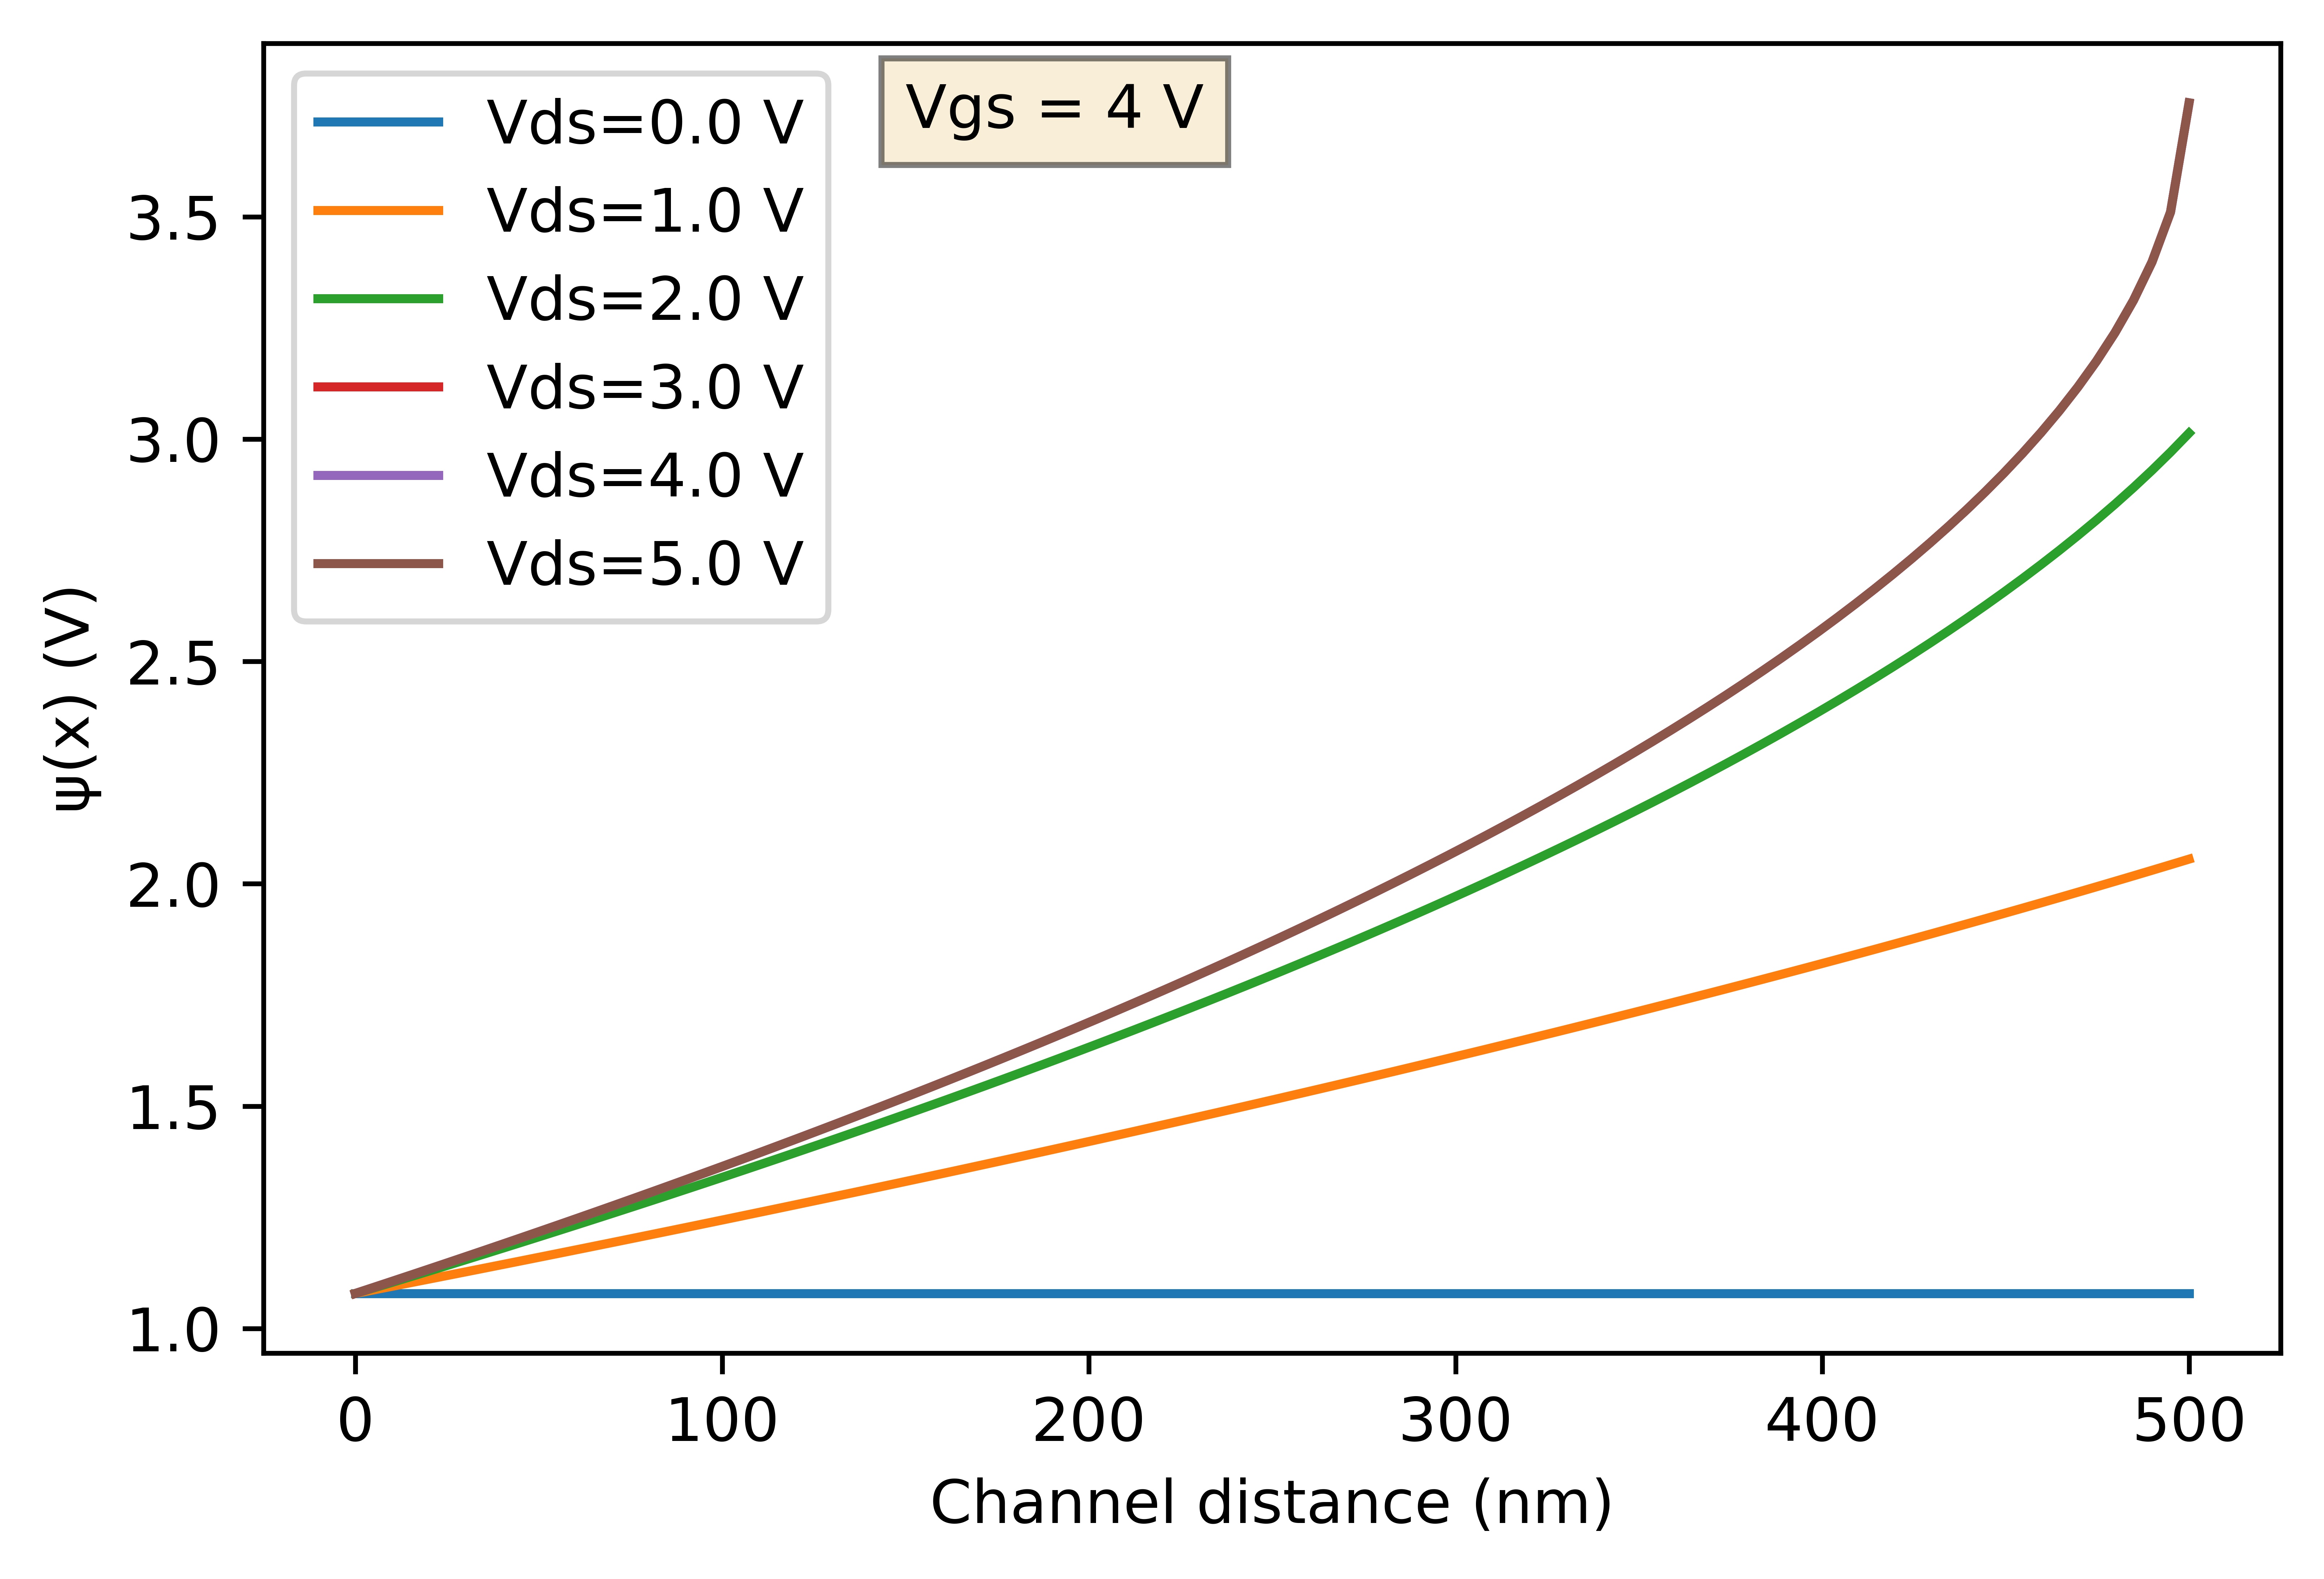 Vgs = 4 V
Vds=0.0 V
Vds=1.0 V
Vds=2.0 V
Vds=3.0 V
Vds=4.0 V
Vds=5.0 V
ψ(x) (V)
3.5
3.0
2.5
2.0
1.5
1.0
0
100
200
300
400
500
Channel distance (nm)